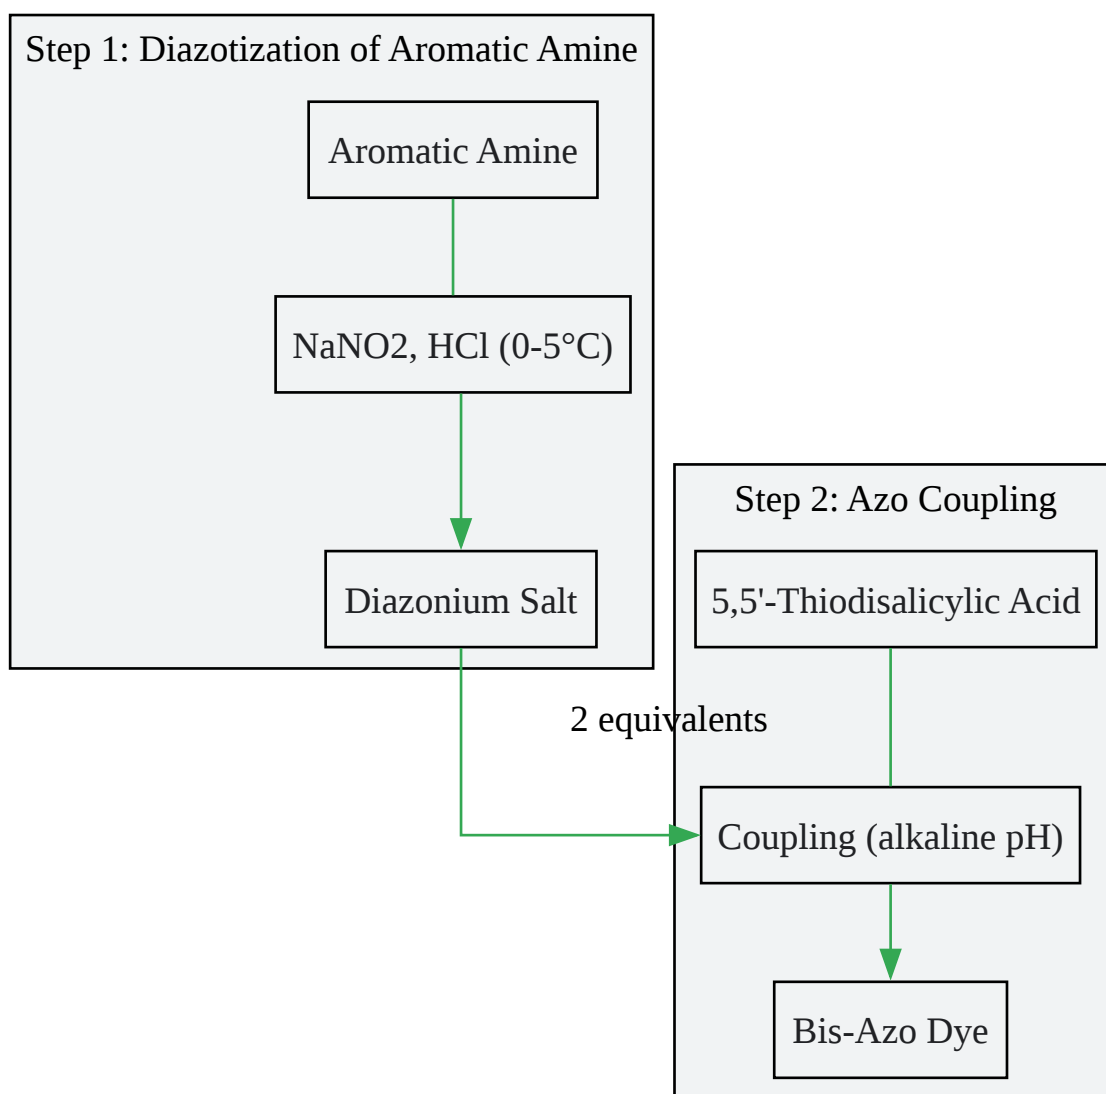 Step 1: Diazotization of Aromatic Amine
Aromatic Amine
NaNO2, HCl (0-5°C)
Diazonium Salt
2 equivalents
Step 2: Azo Coupling
5,5'-Thiodisalicylic Acid
Coupling (alkaline pH)
Bis-Azo Dye